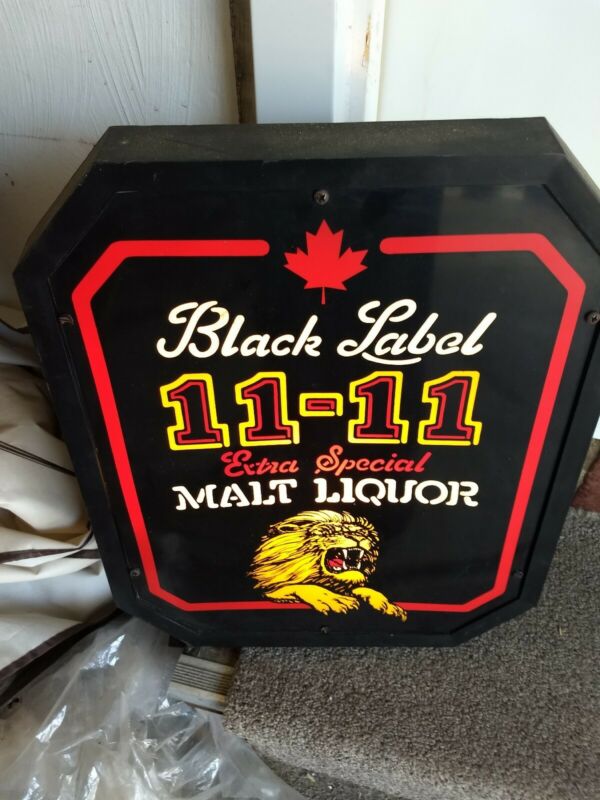 Black Label
11-11
Extra Special
MALT LIQUOR